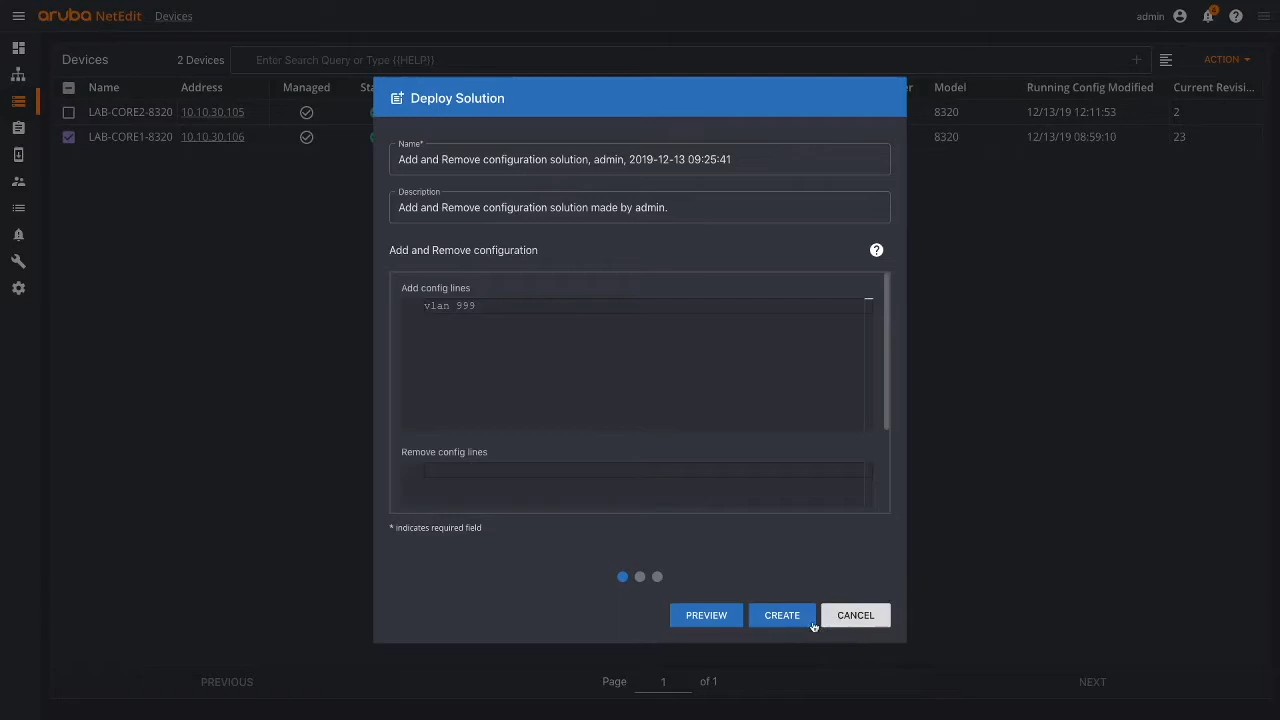 aruba NetEdit Devices admin 4
Devices 2 Devices Enter Search Query or Type {{HELP}} ACTION
Name Address Managed Sta r Model Running Config Modified Current Revisi...
LAB-CORE2-8320 10.10.30.105 8320 12/13/19 12:11:53 2
LAB-CORE1-8320 10.10.30.106 8320 12/13/19 08:59:10 23
Deploy Solution
Name*
Add and Remove configuration solution, admin, 2019-12-13 09:25:41
Description
Add and Remove configuration solution made by admin.
Add and Remove configuration ?
Add config lines
vlan 999
Remove config lines
* indicates required field
PREVIEW CREATE CANCEL
PREVIOUS Page 1 of 1 NEXT